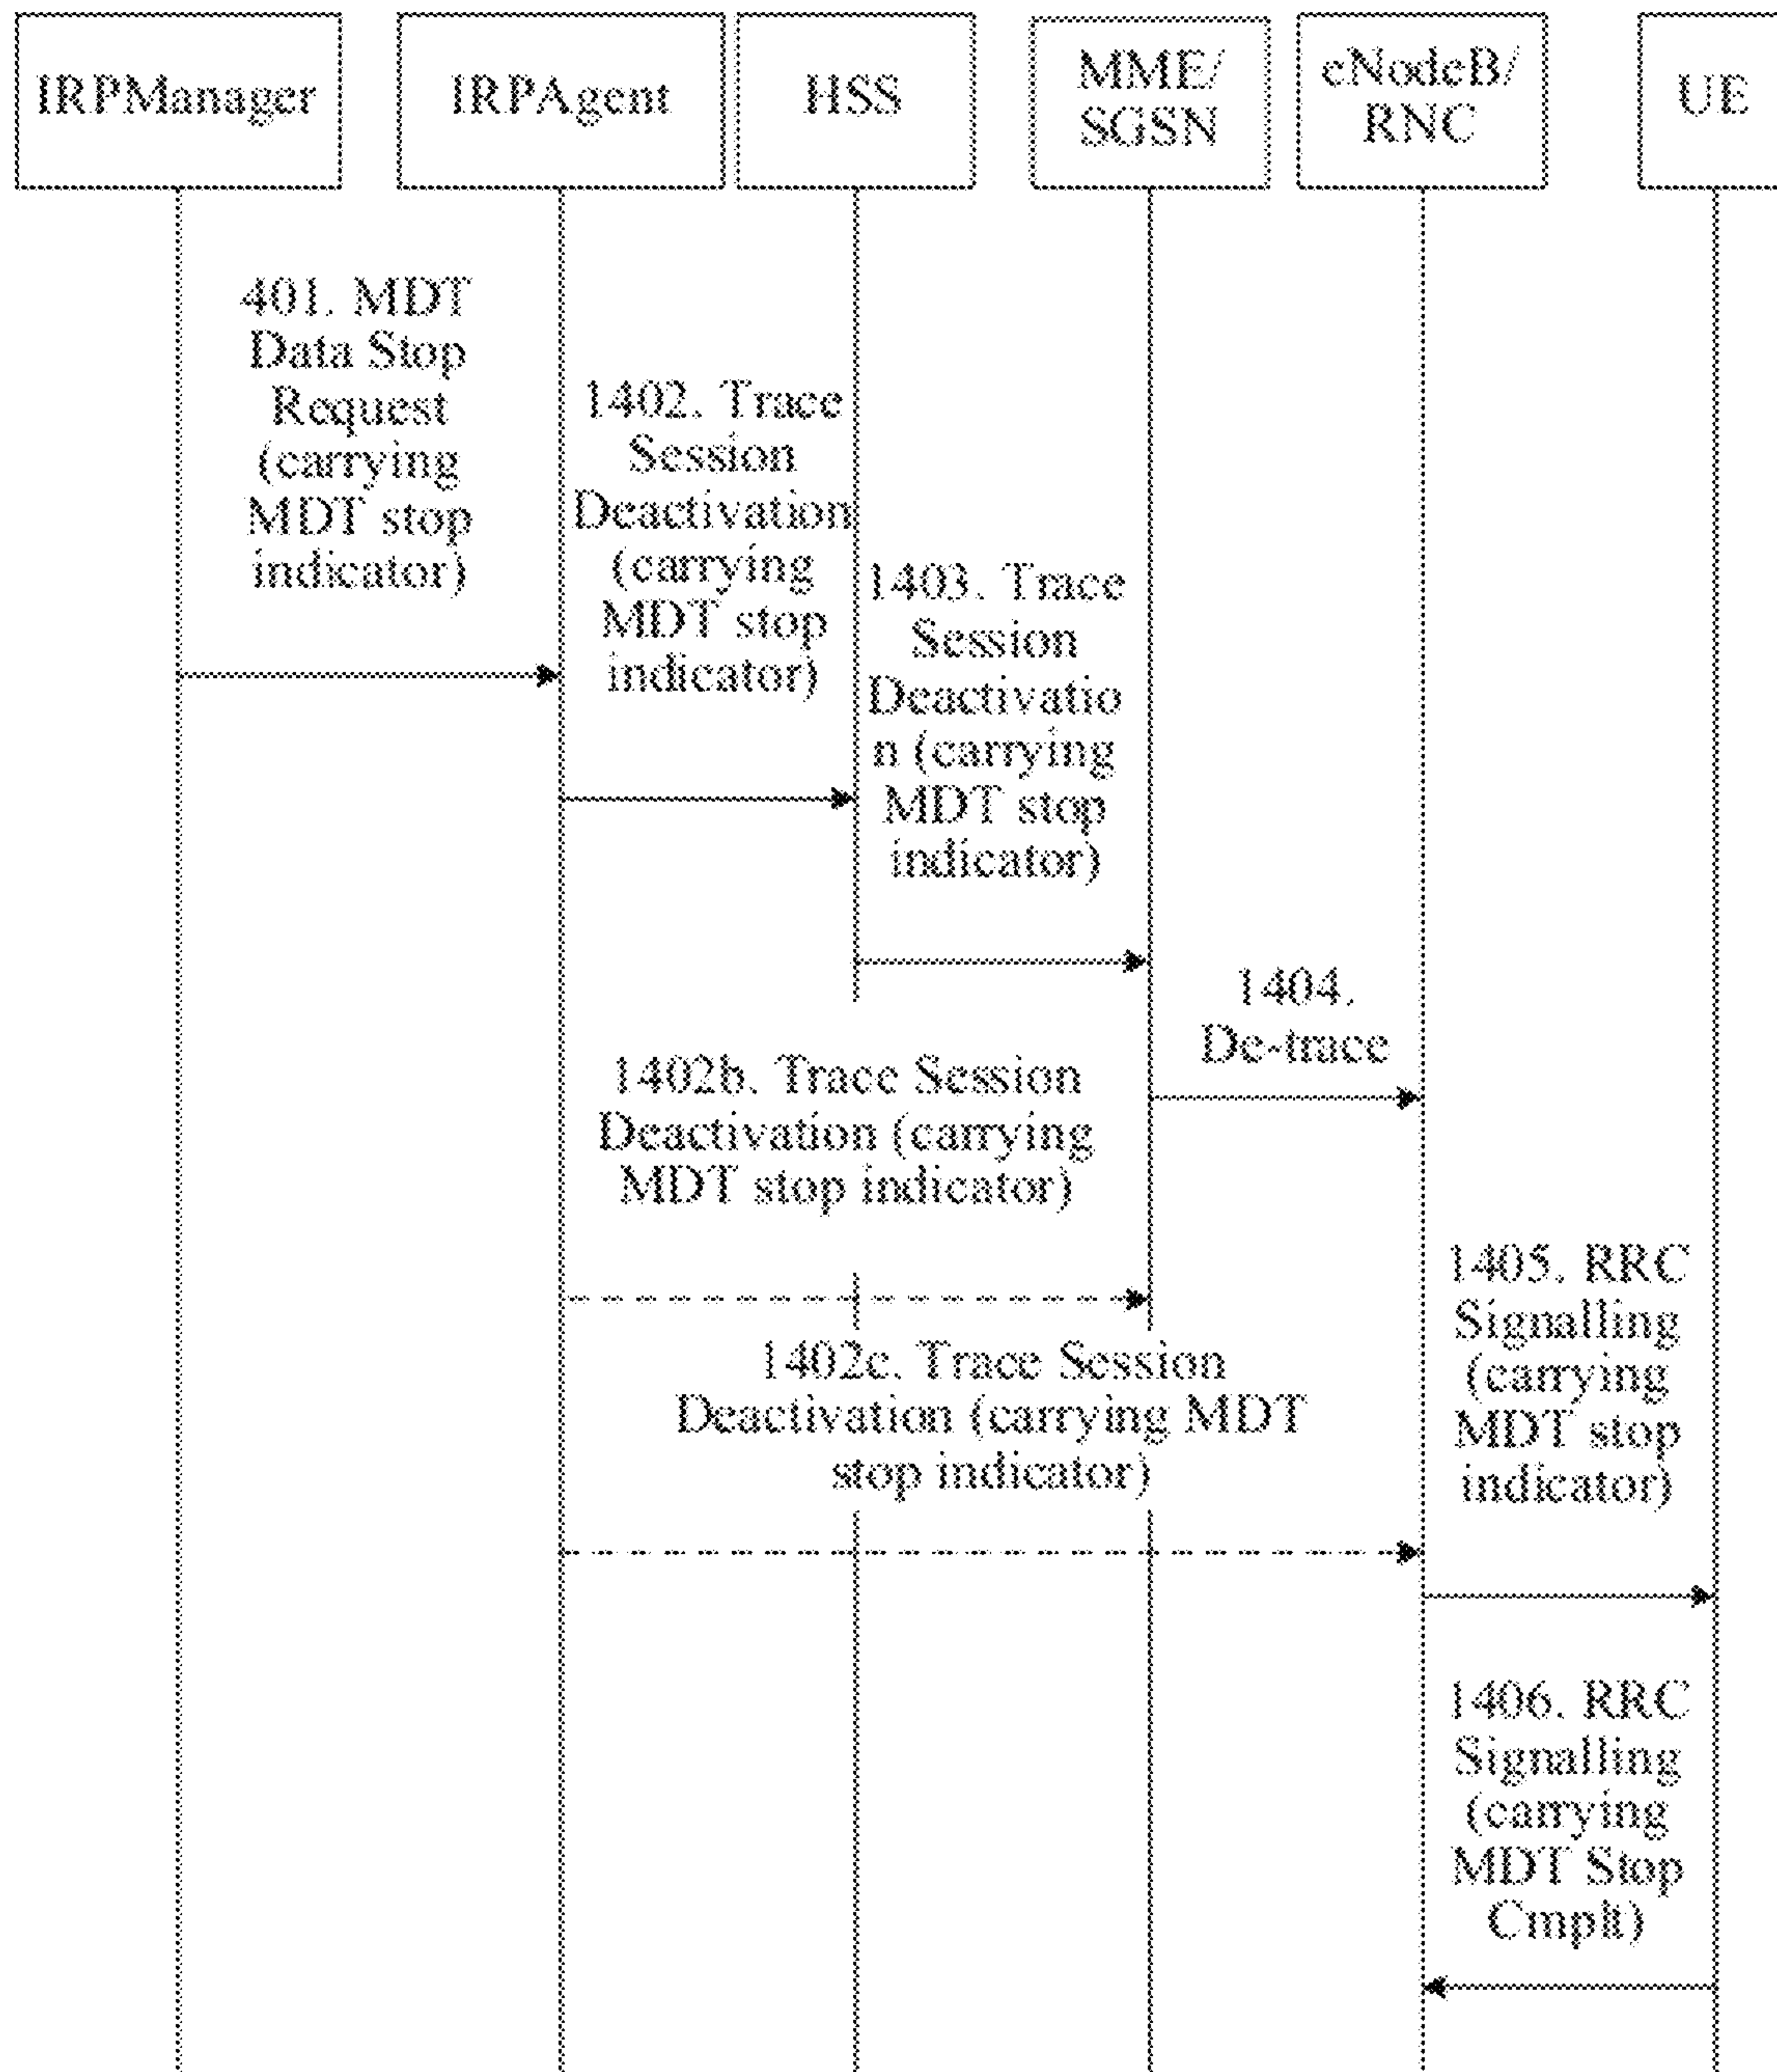 IRPManager
IRPAgent
HSS
MME/
SGSN
eNodeB/
RNC
UE
401. MDT
Data Stop
Request
(carrying
MDT stop
indicator)
1402. Trace
Session
Deactivation
(carrying
MDT stop
indicator)
1403. Trace
Session
Deactivatio
n (carrying
MDT stop
indicator)
1404.
De-trace
1402b. Trace Session
Deactivation (carrying
MDT stop indicator)
1402c. Trace Session
Deactivation (carrying MDT
stop indicator)
1405. RRC
Signalling
(carrying
MDT stop
indicator)
1406. RRC
Signalling
(carrying
MDT Stop
Cmplt)